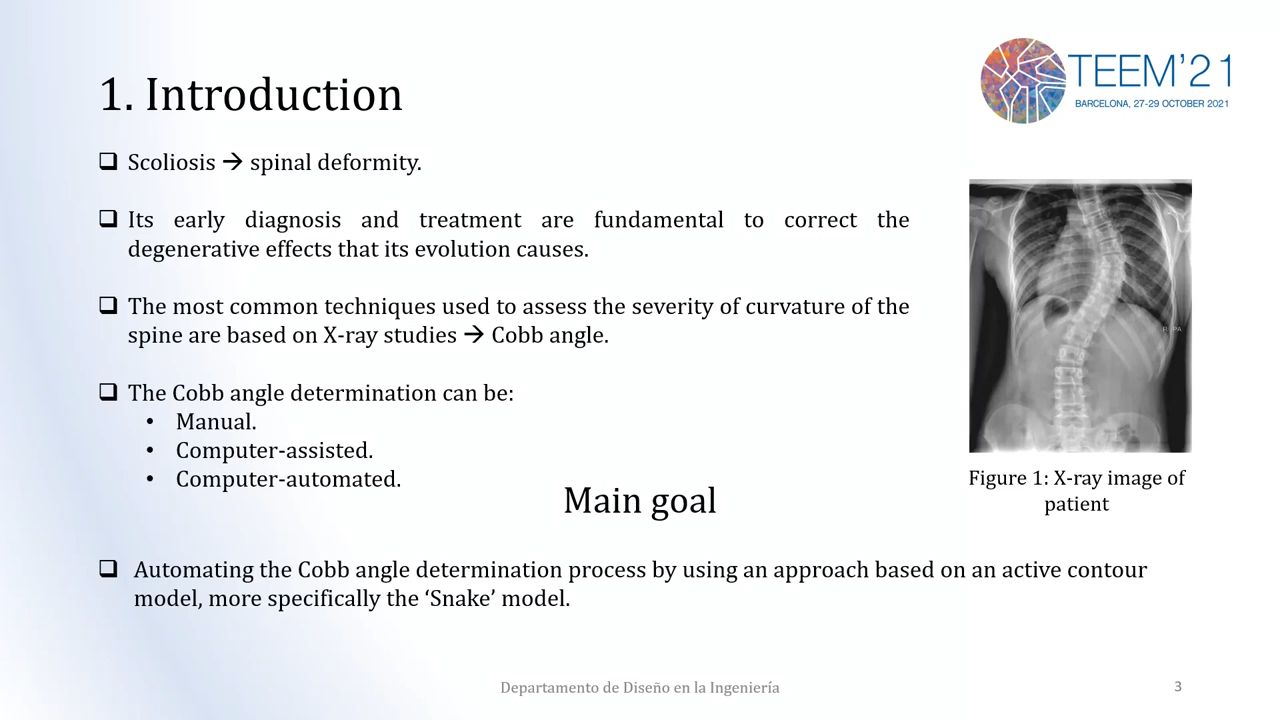 1. Introduction
TEEM’21
BARCELONA, 27-29 OCTOBER 2021
❑ Scoliosis → spinal deformity.
❑ Its early diagnosis and treatment are fundamental to correct the
degenerative effects that its evolution causes.
❑ The most common techniques used to assess the severity of curvature of the
spine are based on X-ray studies → Cobb angle.
❑ The Cobb angle determination can be:
• Manual.
• Computer-assisted.
• Computer-automated.
PA
Figure 1: X-ray image of
patient
Main goal
❑ Automating the Cobb angle determination process by using an approach based on an active contour
model, more specifically the ‘Snake’ model.
Departamento de Diseño en la Ingeniería
3